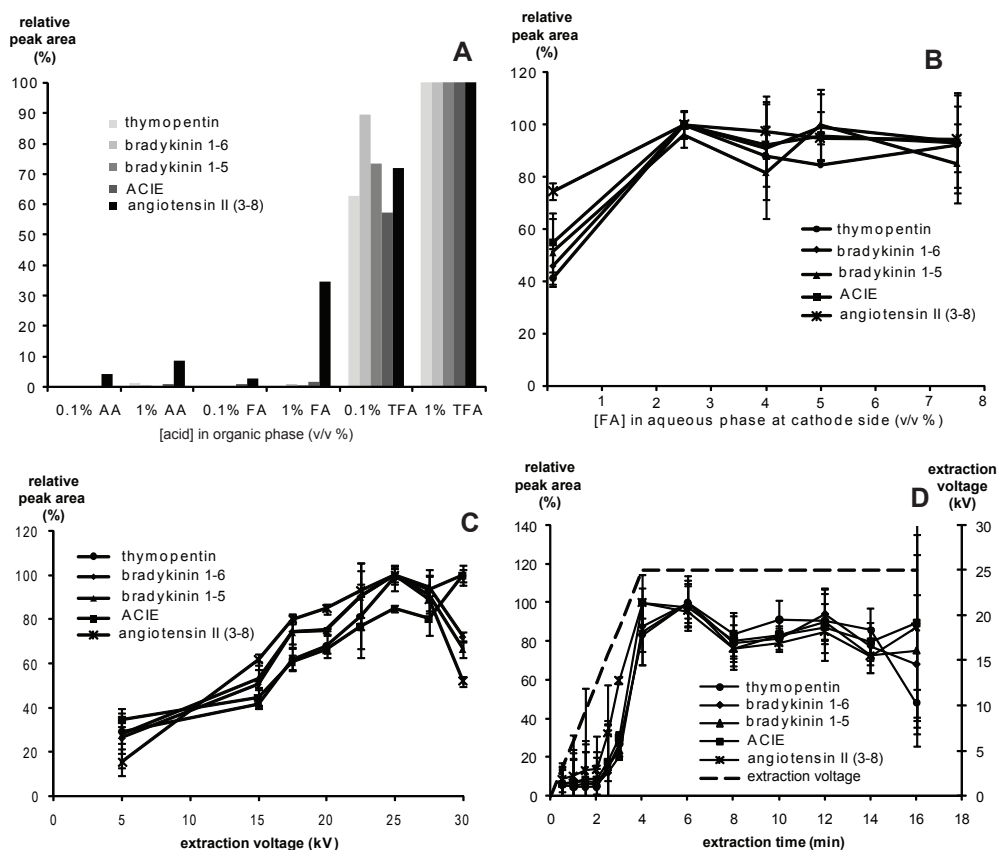 relative
peak area
(%)
A
100
90
80
70
60
50
40
30
20
10
0
thymopentin
bradykinin 1-6
bradykinin 1-5
ACIE
angiotensin II (3-8)
0.1% AA 1% AA 0.1% FA 1% FA 0.1% TFA 1% TFA
[acid] in organic phase (v/v %)
relative
peak area
(%)
B
120
100
80
60
40
20
0
thymopentin
bradykinin 1-6
bradykinin 1-5
ACIE
angiotensin II (3-8)
1 2 3 4 5 6 7 8
[FA] in aqueous phase at cathode side (v/v %)
relative
peak area
(%)
C
120
100
80
60
40
20
0
thymopentin
bradykinin 1-6
bradykinin 1-5
ACIE
angiotensin II (3-8)
0 5 10 15 20 25 30
extraction voltage (kV)
relative
peak area
(%)
extraction
voltage
(kV)
D
140
120
100
80
60
40
20
0
30
25
20
15
10
5
0
thymopentin
bradykinin 1-6
bradykinin 1-5
ACIE
angiotensin II (3-8)
extraction voltage
0 2 4 6 8 10 12 14 16 18
extraction time (min)